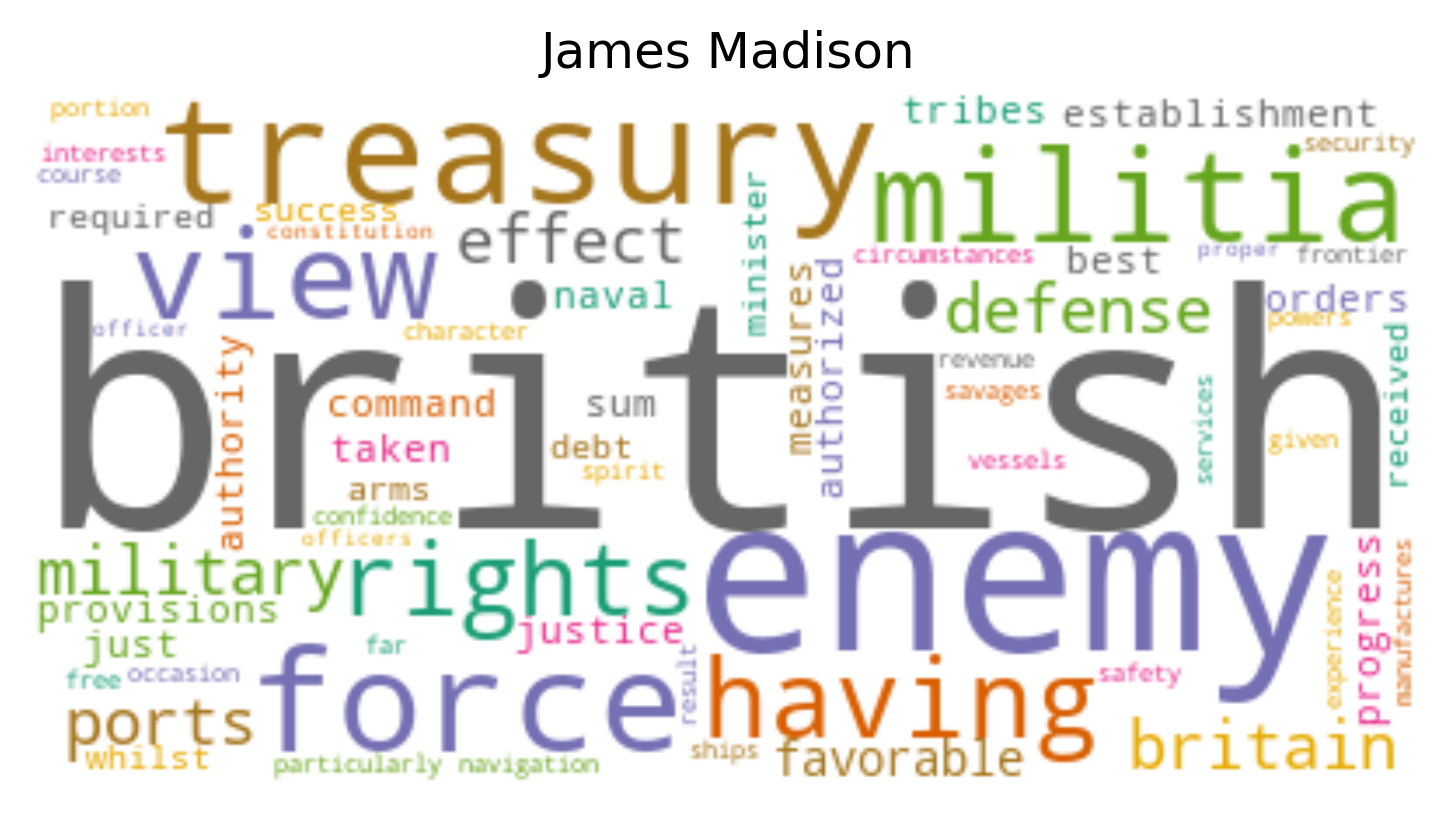 James Madison
portion
treasury
tribes
establishment
security
interests
course
militia
required
success
constitution
effect
minister
view
circumstances
best
proper
frontier
naval
measures
authorized
defense
orders
powers
officer
character
british
received
authority
revenue
savages
command
sum
services
taken
debt
spirit
vessels
given
arms
confidence
officers
military
rights
enemy
progress
manufactures
experience
provisions
just
justice
far
free
occasion
force
result
having
safety
ports
britain
whilst
particularly
navigation
ships
favorable